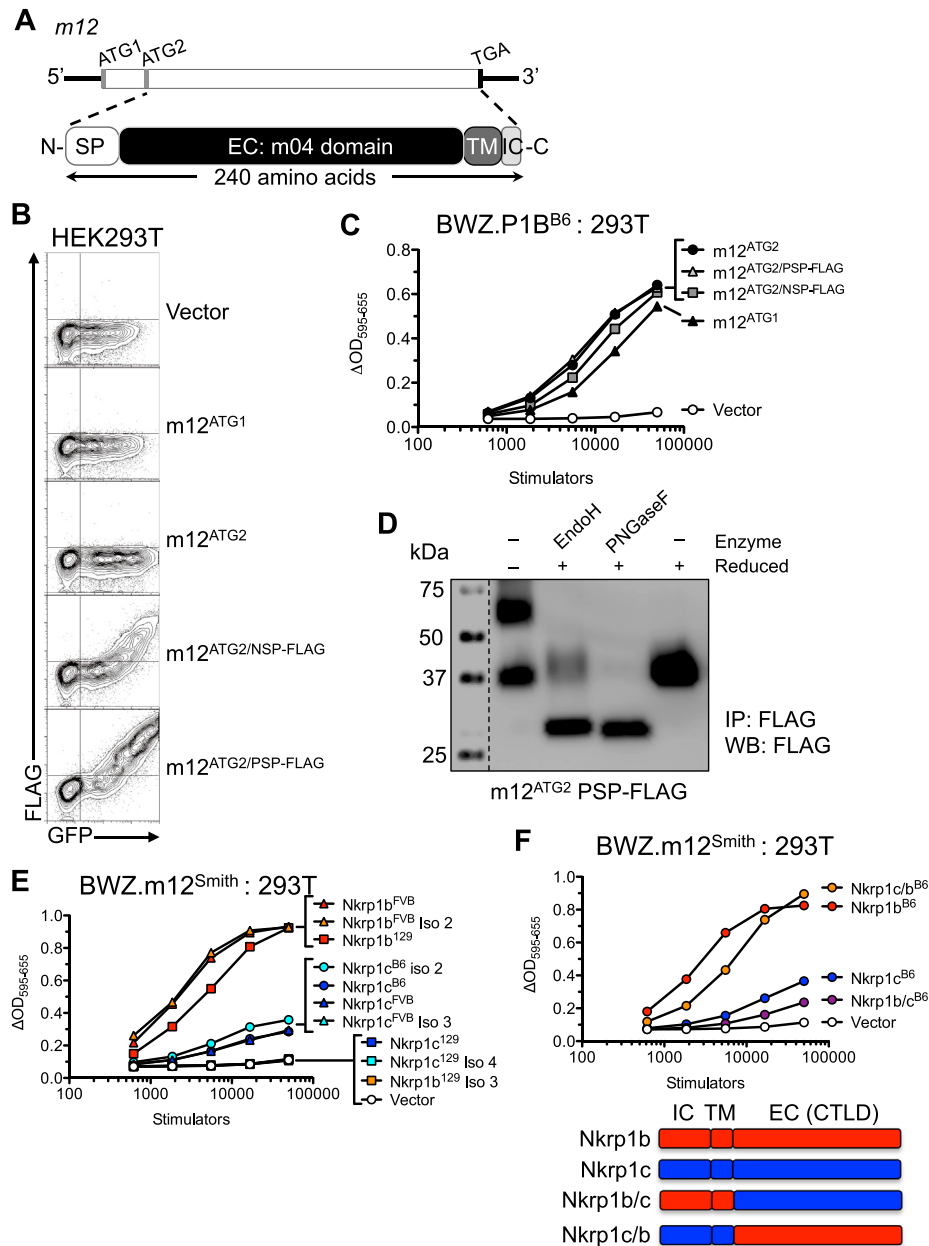 A
m12
ATG1
ATG2
TGA
5’
3’
N-
SP
EC: m04 domain
TM
IC
-C
240 amino acids
B
HEK293T
Vector
m12ATG1
m12ATG2
m12ATG2/NSP-FLAG
m12ATG2/PSP-FLAG
FLAG
GFP
C
BWZ.P1BB6 : 293T
ΔOD595-655
0.8
0.6
0.4
0.2
0.0
100
1000
10000
100000
Stimulators
m12ATG2
m12ATG2/PSP-FLAG
m12ATG2/NSP-FLAG
m12ATG1
Vector
D
kDa
– EndoH PNGaseF – Enzyme
– + + + Reduced
75
50
37
25
IP: FLAG
WB: FLAG
m12ATG2 PSP-FLAG
E
BWZ.m12Smith : 293T
ΔOD595-655
1.0
0.8
0.6
0.4
0.2
0.0
100
1000
10000
100000
Stimulators
Nkrp1bFVB
Nkrp1bFVB Iso 2
Nkrp1b129
Nkrp1cB6 iso 2
Nkrp1cB6
Nkrp1cFVB
Nkrp1cFVB Iso 3
Nkrp1c129
Nkrp1c129 Iso 4
Nkrp1b129 Iso 3
Vector
F
BWZ.m12Smith : 293T
ΔOD595-655
1.0
0.8
0.6
0.4
0.2
0.0
100
1000
10000
100000
Stimulators
Nkrp1c/bB6
Nkrp1bB6
Nkrp1cB6
Nkrp1b/cB6
Vector
IC TM EC (CTLD)
Nkrp1b
Nkrp1c
Nkrp1b/c
Nkrp1c/b